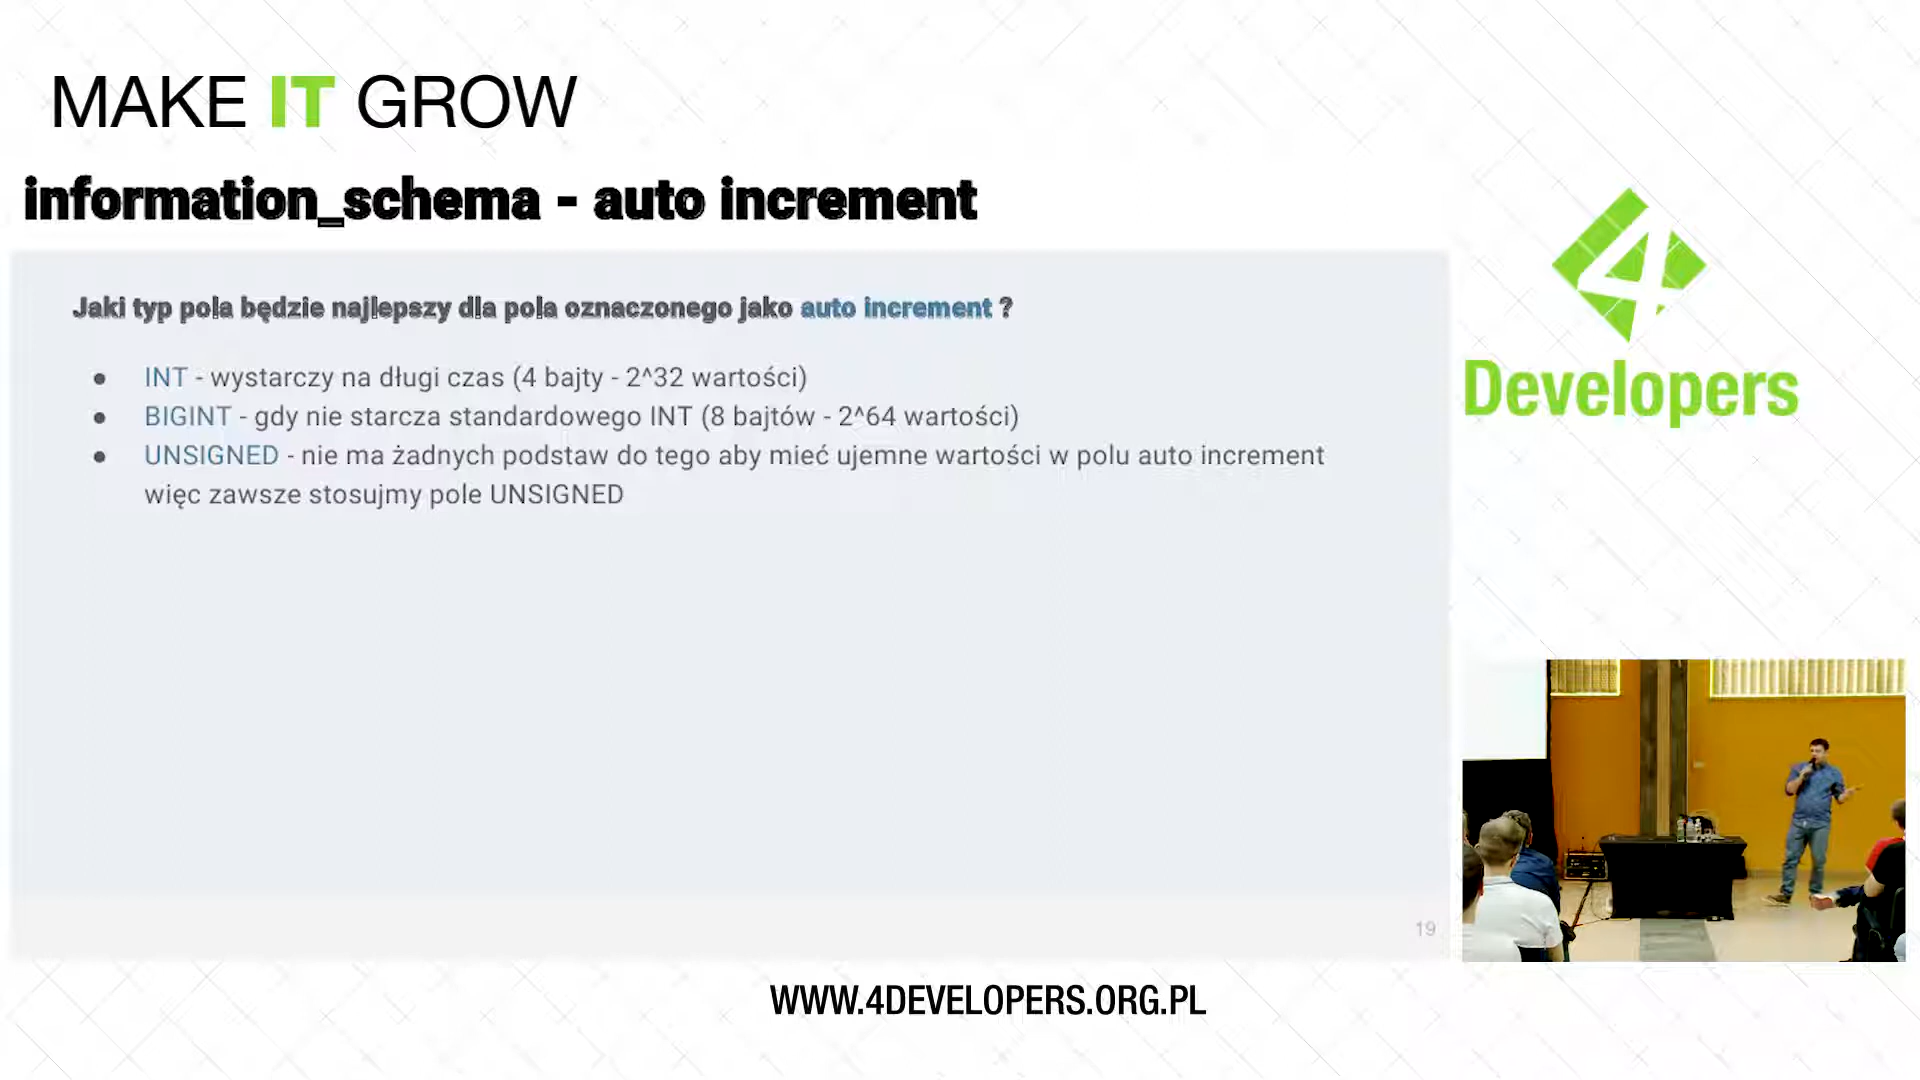 MAKE IT GROW
information_schema - auto increment
Jaki typ pola będzie najlepszy dla pola oznaczonego jako auto increment ?
● INT - wystarczy na długi czas (4 bajty - 2^32 wartości)
● BIGINT - gdy nie starcza standardowego INT (8 bajtów - 2^64 wartości)
● UNSIGNED - nie ma żadnych podstaw do tego aby mieć ujemne wartości w polu auto increment
więc zawsze stosujmy pole UNSIGNED
19
4
Developers
WWW.4DEVELOPERS.ORG.PL